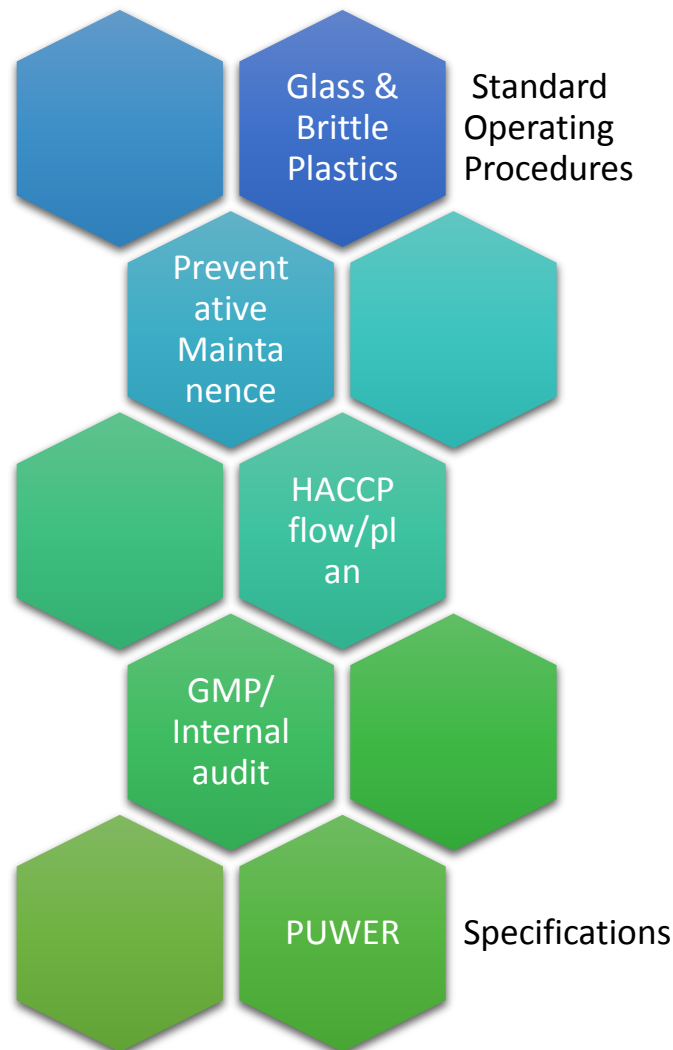 Glass &
Brittle
Plastics
Standard
Operating
Procedures
Prevent
ative
Mainta
nence
HACCP
flow/pl
an
GMP/
Internal
audit
PUWER
Specifications